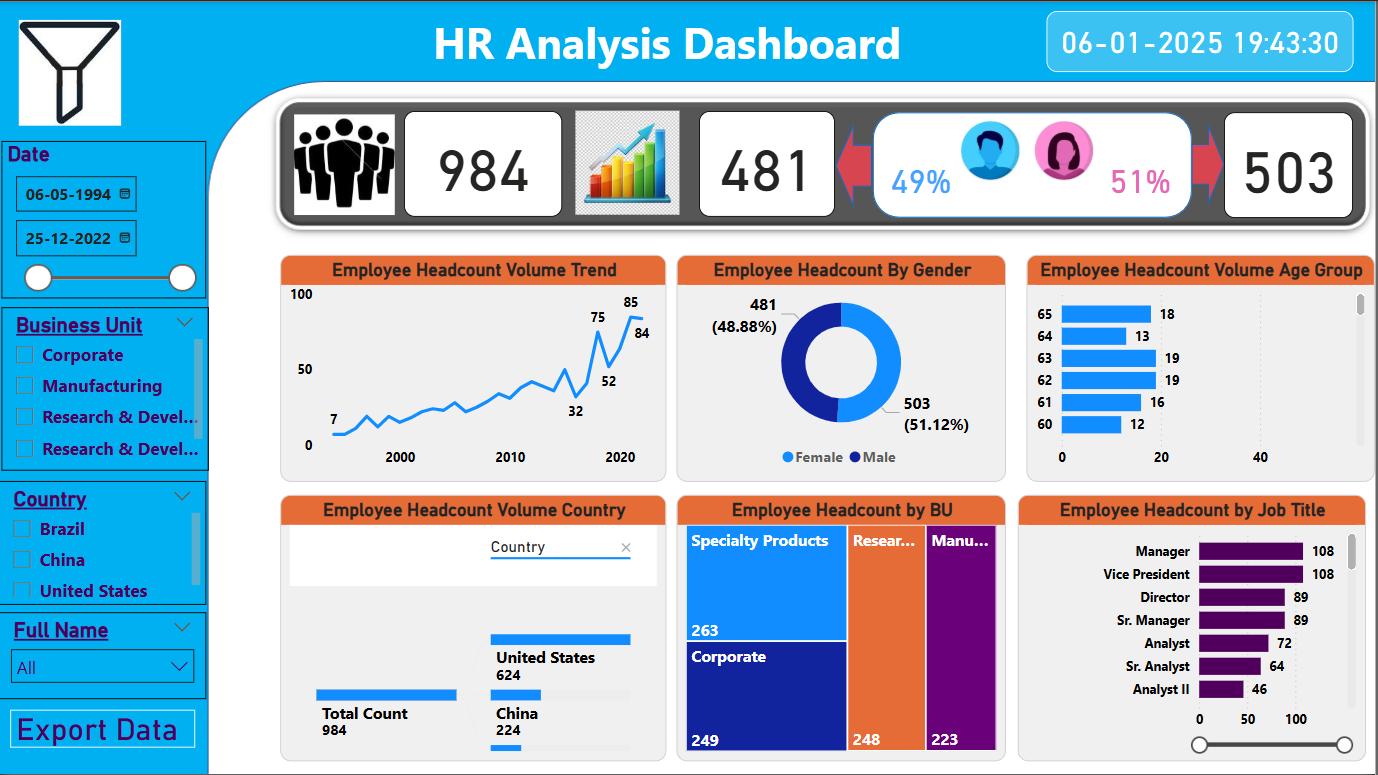 HR Analysis Dashboard
06-01-2025 19:43:30
984
481
49%
51%
503
Date
06-05-1994
25-12-2022
Business Unit
Corporate
Manufacturing
Research & Devel...
Research & Devel...
Country
Brazil
China
United States
Full Name
All
Export Data
Employee Headcount Volume Trend
100
50
0
7
32
75
52
85
84
2000
2010
2020
Employee Headcount By Gender
481
(48.88%)
503
(51.12%)
Female
Male
Employee Headcount Volume Age Group
65 18
64 13
63 19
62 19
61 16
60 12
0 20 40
Employee Headcount Volume Country
Country
Total Count
984
United States
624
China
224
Employee Headcount by BU
Specialty Products
263
Corporate
249
Resear...
248
Manu...
223
Employee Headcount by Job Title
Manager 108
Vice President 108
Director 89
Sr. Manager 89
Analyst 72
Sr. Analyst 64
Analyst II 46
0 50 100